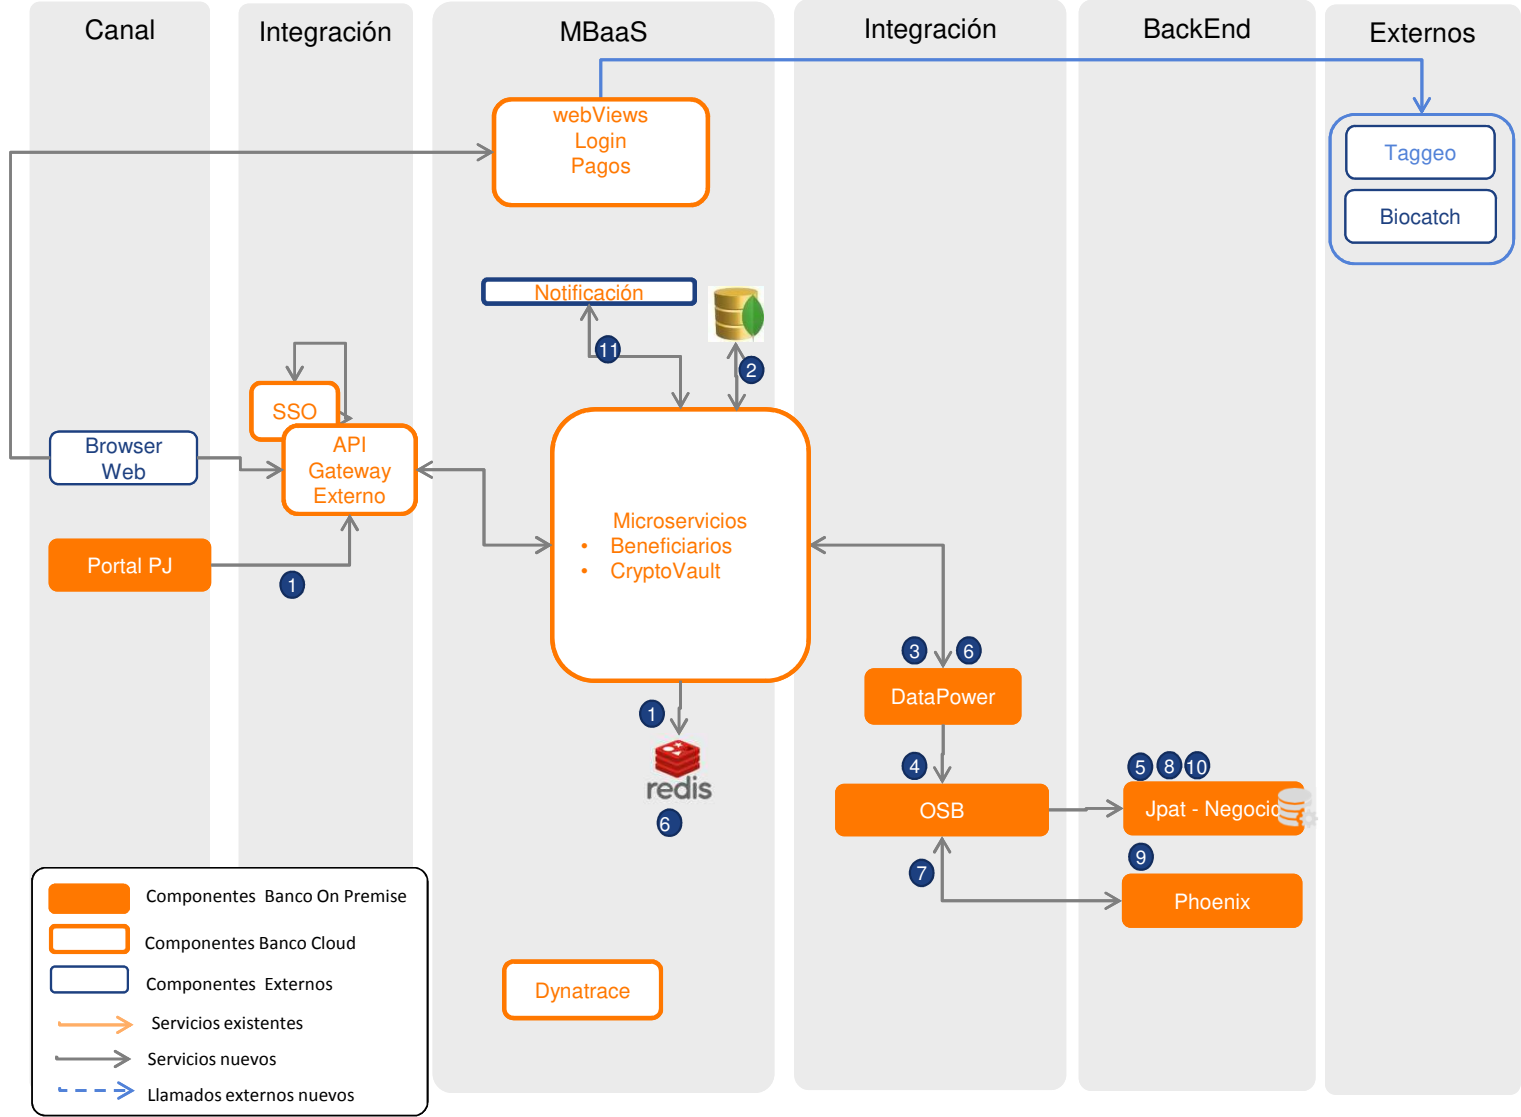 Canal
Integración
MBaaS
Integración
BackEnd
Externos
webViews
Login
Pagos
Taggeo
Biocatch
Notificación
11
2
SSO
API
Gateway
Externo
Browser
Web
Portal PJ
1
Microservicios
• Beneficiarios
• CryptoVault
3
6
DataPower
1
redis
6
4
OSB
5
8
10
Jpat - Negocio
7
9
Phoenix
Dynatrace
Componentes Banco On Premise
Componentes Banco Cloud
Componentes Externos
Servicios existentes
Servicios nuevos
Llamados externos nuevos